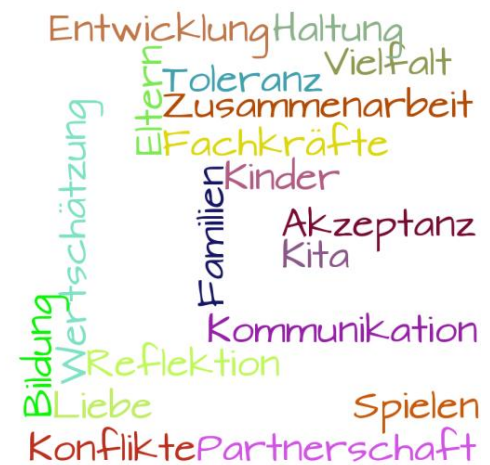 Entwicklung Haltung
Vielfalt
Eltern
Toleranz
Zusammenarbeit
Fachkräfte
Wertschätzung
Kinder
Familien
Akzeptanz
Kita
Kommunikation
Bildung
Reflektion
Liebe
Spielen
Konflikte Partnerschaft